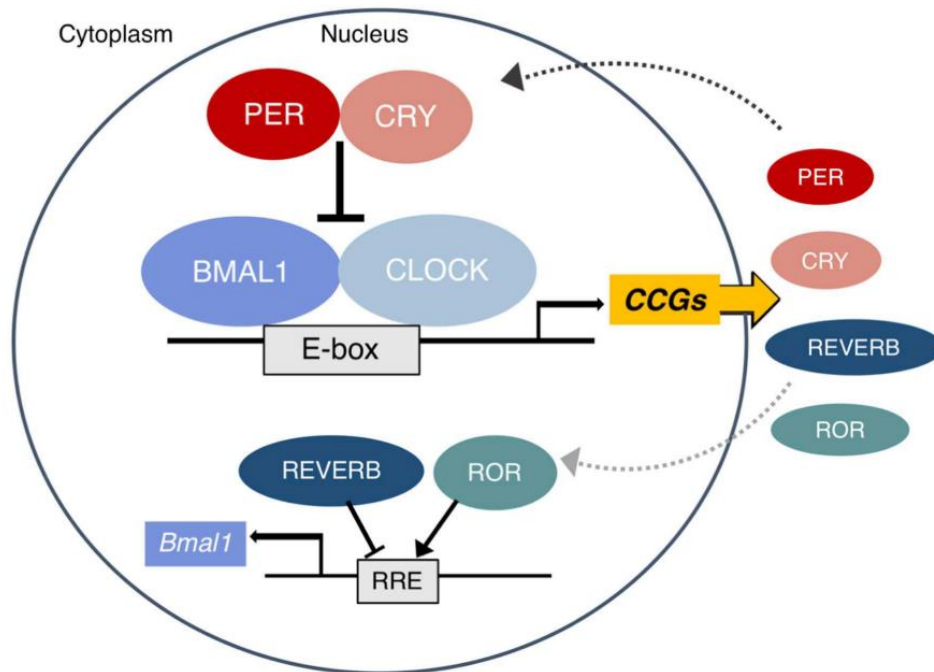 Cytoplasm
Nucleus
PER
CRY
PER
BMAL1
CLOCK
CRY
CCGs
E-box
REVERB
REVERB
ROR
ROR
Bmal1
RRE